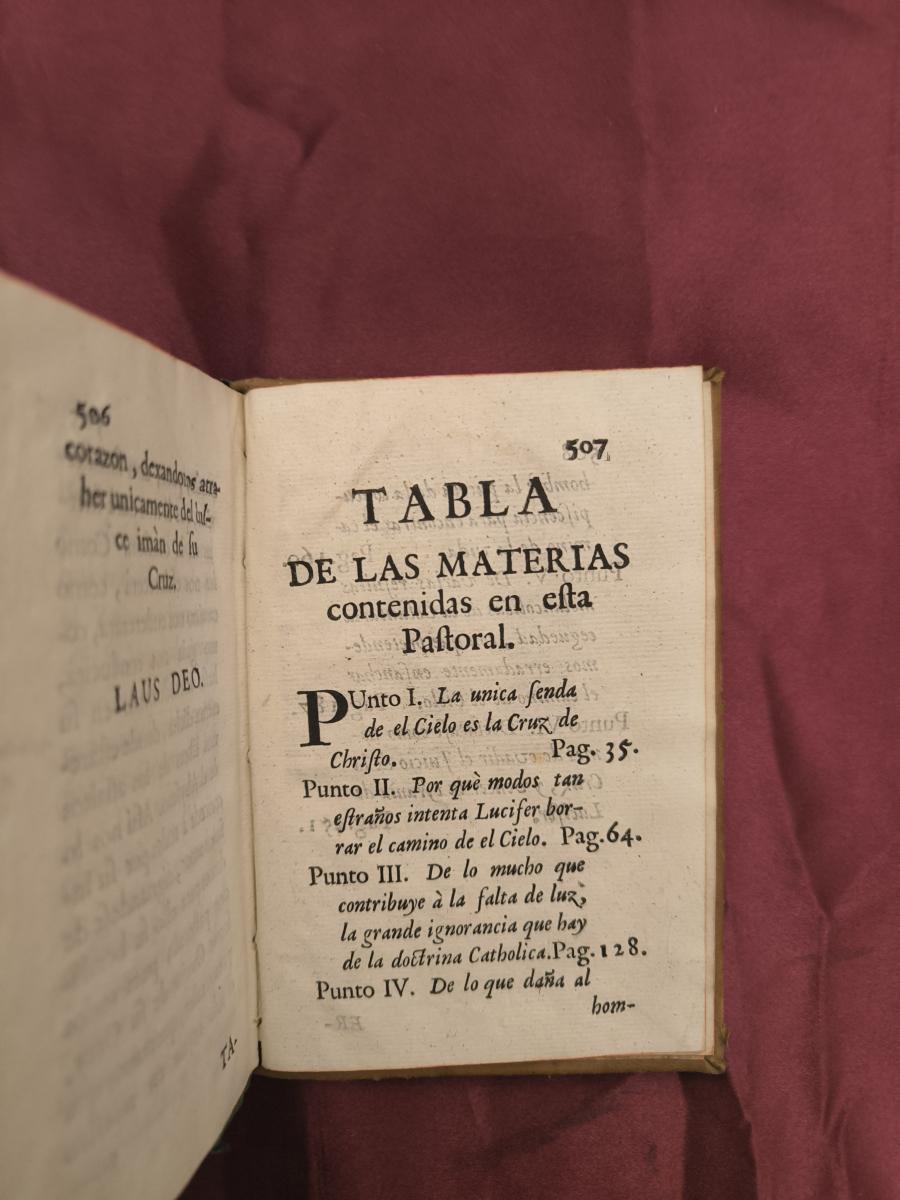 506
corazon, dexandonos atra-
her unicamente del dul-
ce imàn de ſu
Cruz.
LAUS DEO.
TA-
507
TABLA
DE LAS MATERIAS
contenidas en eſta
Paſtoral.
PUnto I. La unica ſenda
de el Cielo es la Cruz de
Chriſto. Pag. 35.
Punto II. Por què modos tan
eſtraños intenta Lucifer bor-
rar el camino de el Cielo. Pag.64.
Punto III. De lo mucho que
contribuye à la falta de luz,
la grande ignorancia que hay
de la doctrina Catholica.Pag.128.
Punto IV. De lo que daña al
hom-